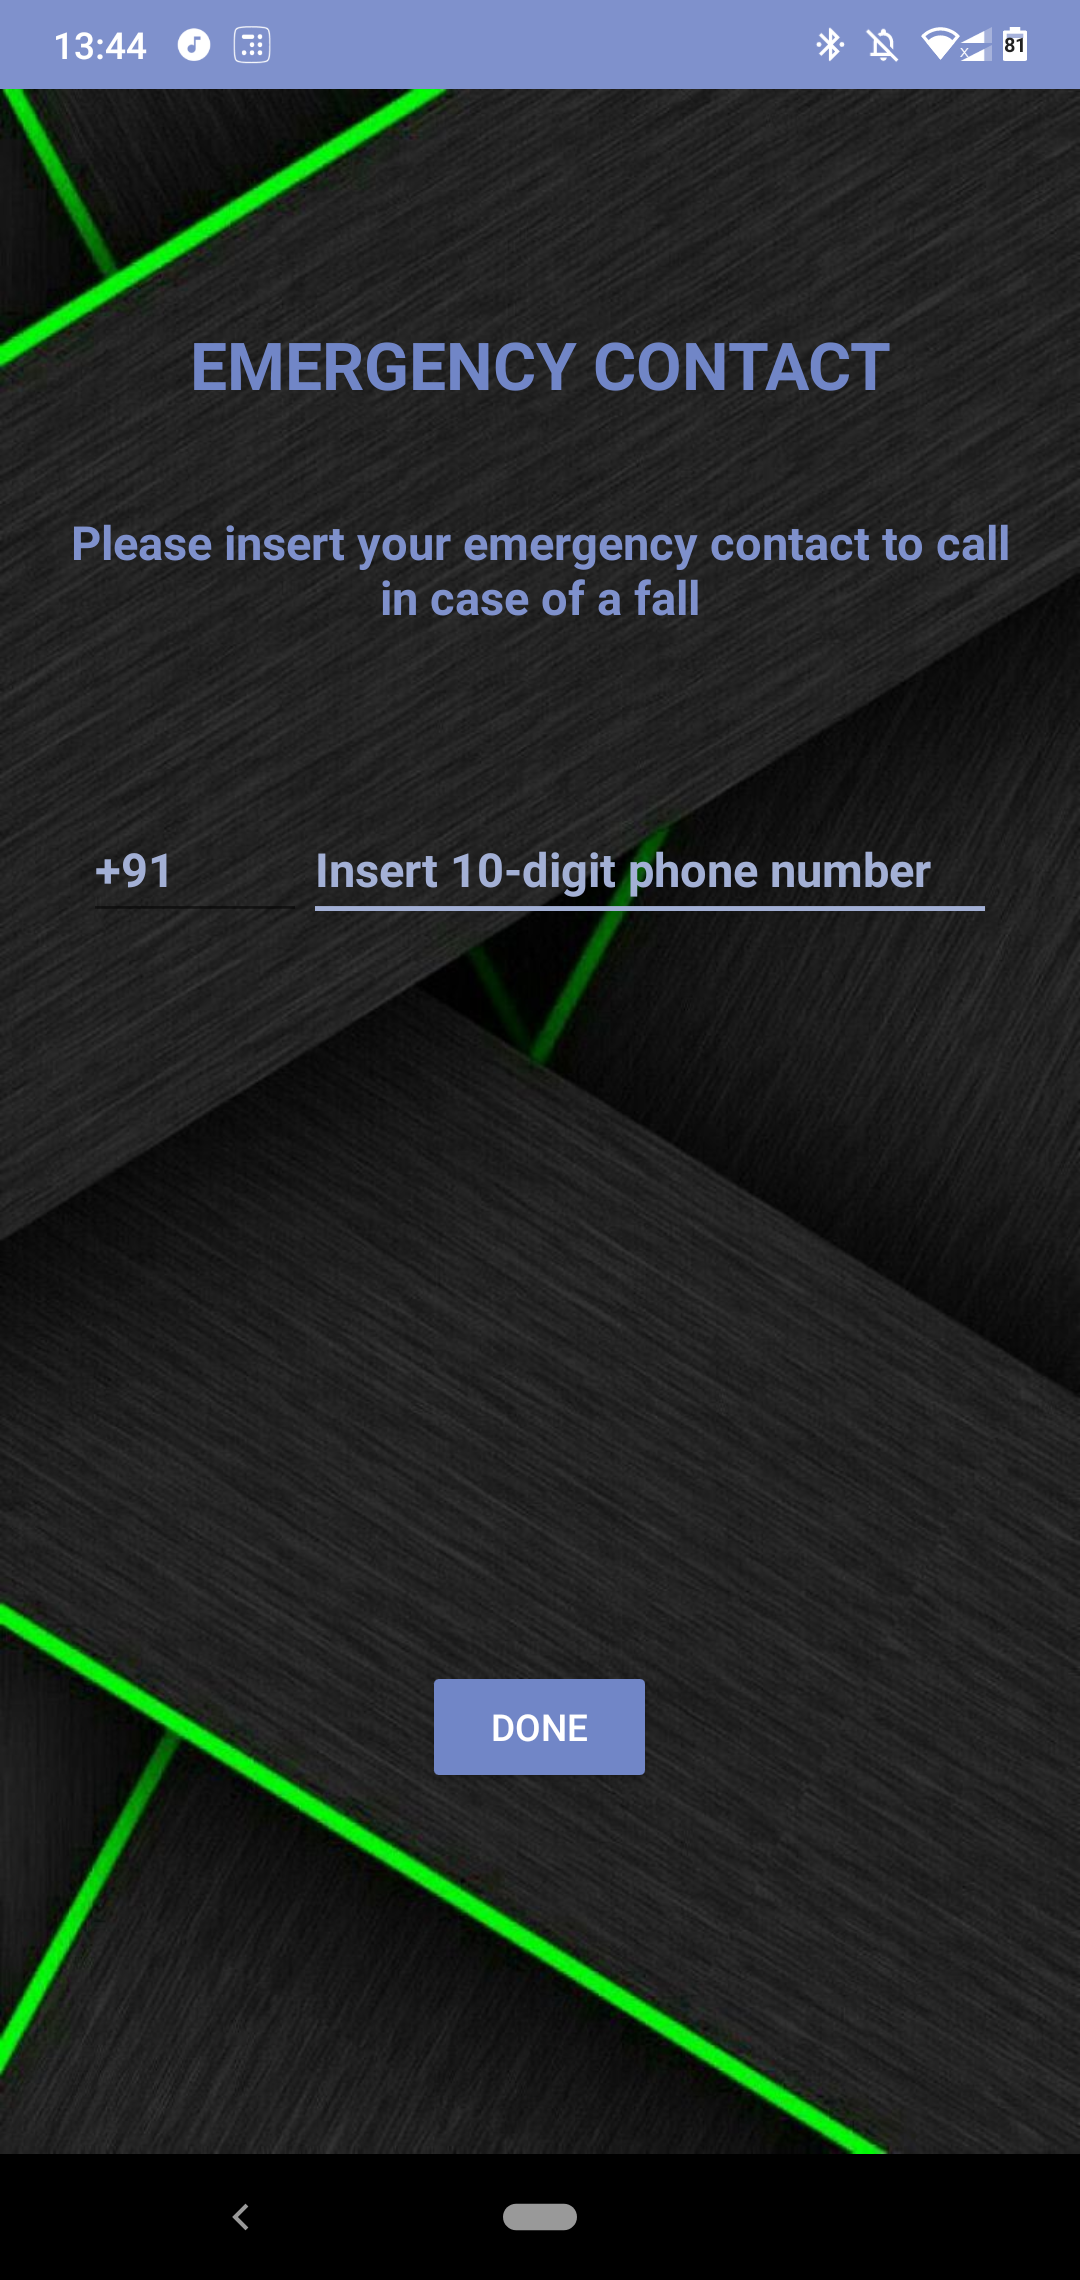 13:44
81
EMERGENCY CONTACT
Please insert your emergency contact to call
in case of a fall
+91 Insert 10-digit phone number
DONE